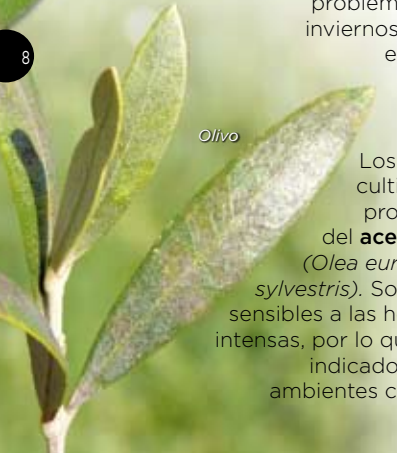 problem
inviernos
e
8
Olivo
Los
culti
pro
del ace
(Olea eur
sylvestris). So
sensibles a las h
intensas, por lo qu
indicado
ambientes c